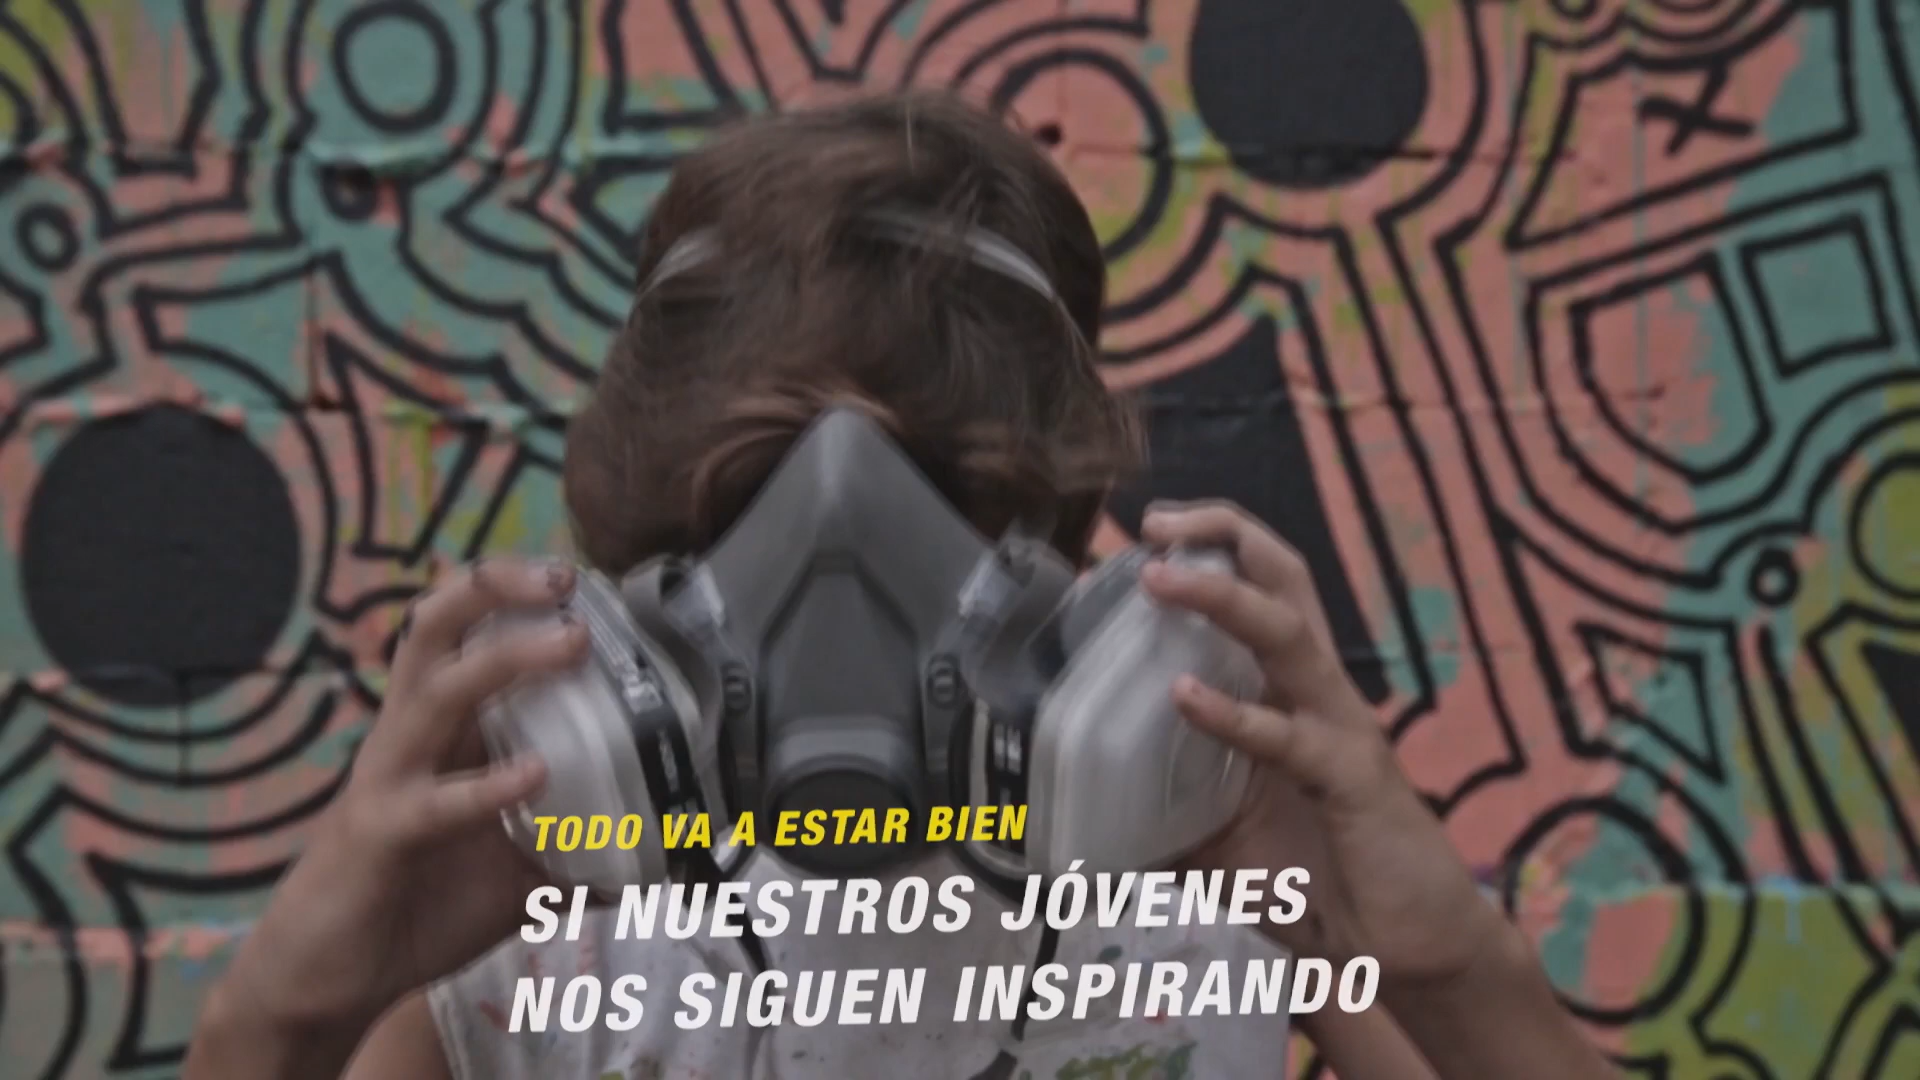 TODO VA A ESTAR BIEN
SI NUESTROS JÓVENES
NOS SIGUEN INSPIRANDO